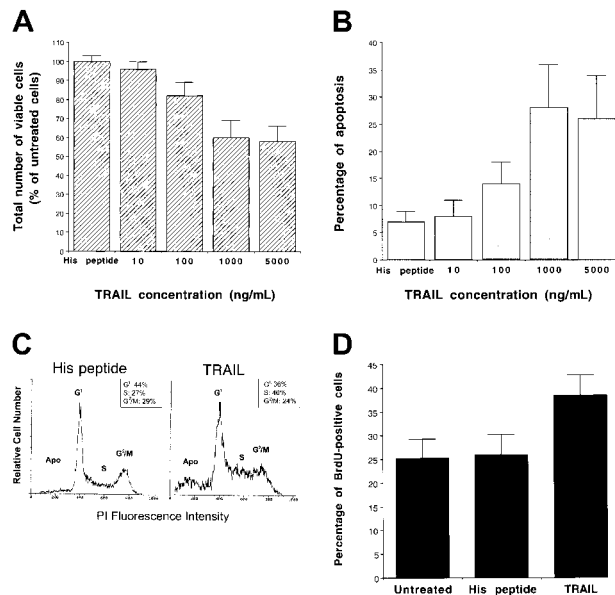 A
Total number of viable cells
(% of untreated cells)
110
100
90
80
70
60
50
40
30
20
10
0
His peptide 10 100 1000 5000
TRAIL concentration (ng/mL)
B
Percentage of apoptosis
40
35
30
25
20
15
10
5
0
His peptide 10 100 1000 5000
TRAIL concentration (ng/mL)
C
His peptide
TRAIL
Relative Cell Number
G1: 44%
S: 27%
G2/M: 29%
S: 40%
G2/M: 24%
G1
Apo
S
G2/M
G1
Apo
S
G2/M
PI Fluorescence Intensity
D
Percentage of BrdU-positive cells
45
40
35
30
25
20
15
10
5
0
Untreated His peptide TRAIL